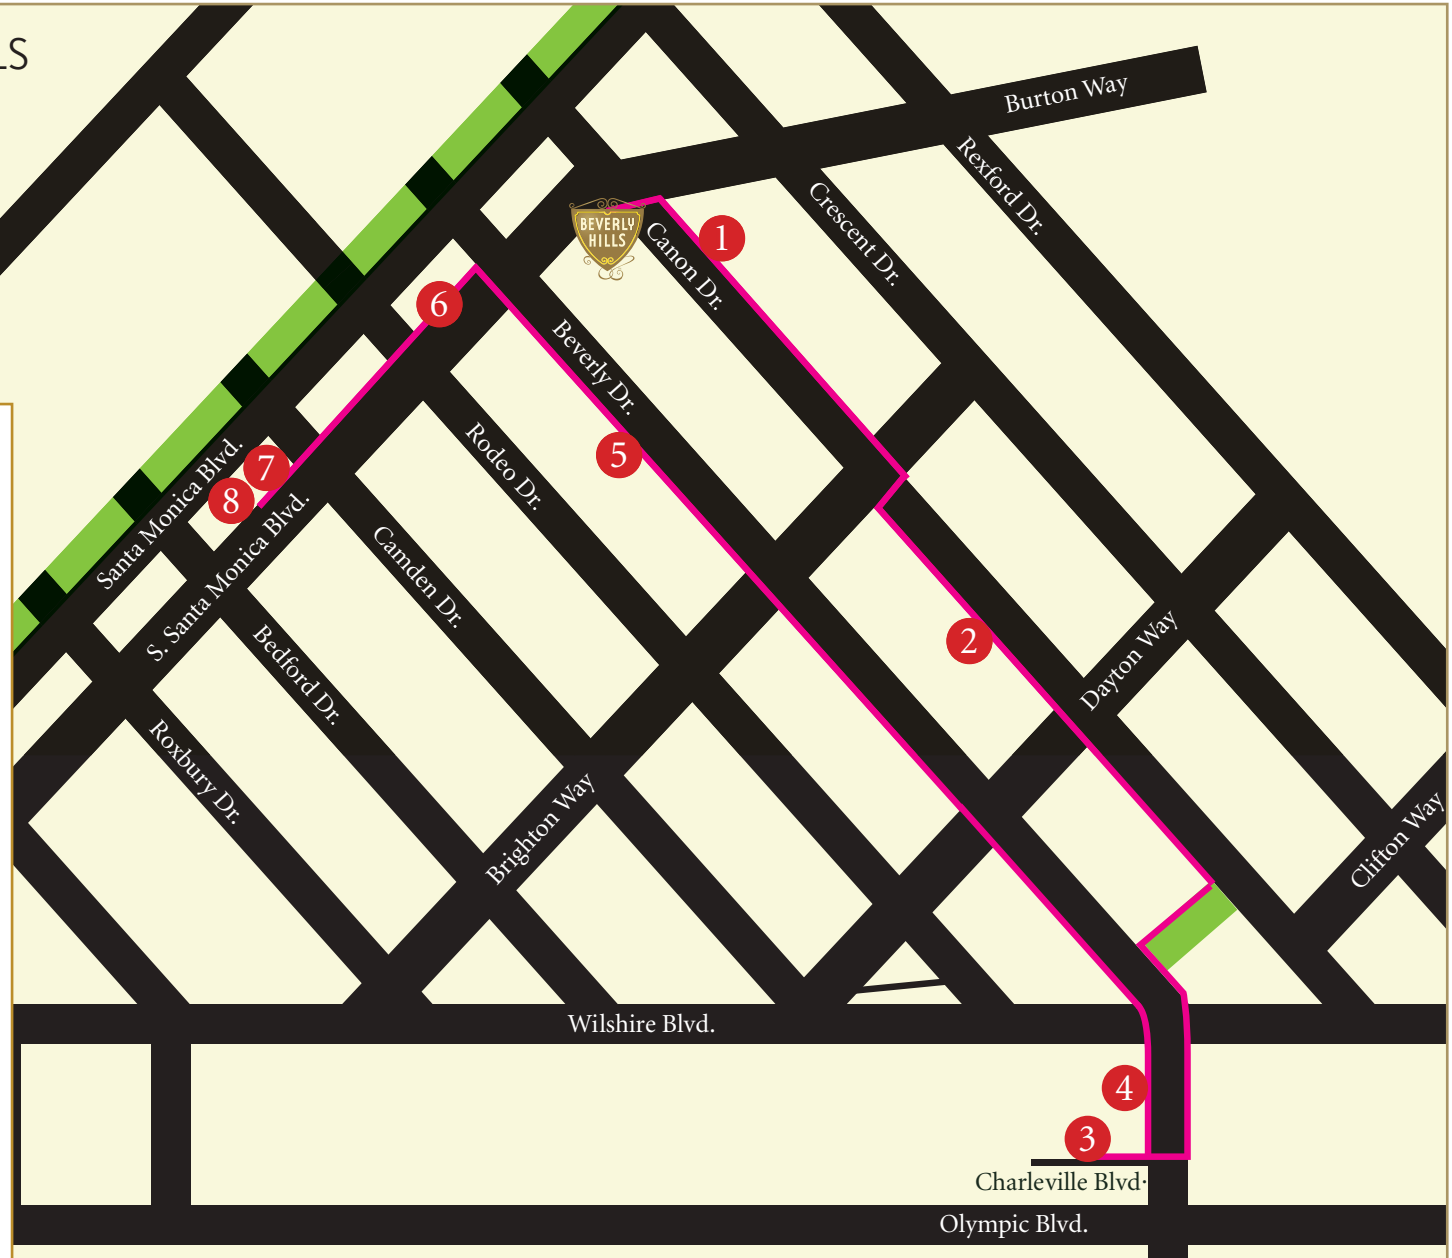 LS
Burton Way
Rexford Dr.
Crescent Dr.
BEVERLY
HILLS
Canon Dr.
1
6
Beverly Dr.
5
Rodeo Dr.
7
8
Santa Monica Blvd.
S. Santa Monica Blvd.
Camden Dr.
Bedford Dr.
Roxbury Dr.
2
Dayton Way
Brighton Way
Clifton Way
Wilshire Blvd.
4
3
Charleville Blvd·
Olympic Blvd.